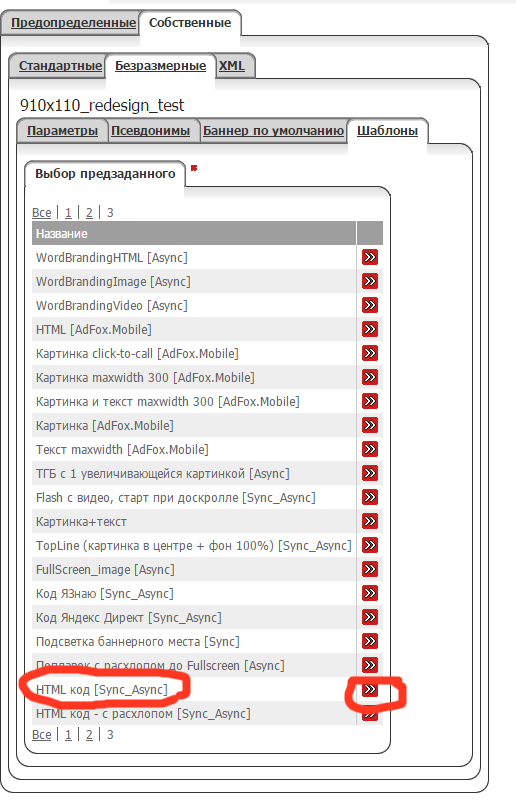 Предопределенные Собственные
Стандартные Безразмерные XML
910x110_redesign_test
Параметры Псевдонимы Баннер по умолчанию Шаблоны
Выбор предзаданного
Все | 1 | 2 | 3
Название
WordBrandingHTML [Async]
WordBrandingImage [Async]
WordBrandingVideo [Async]
HTML [AdFox.Mobile]
Картинка click-to-call [AdFox.Mobile]
Картинка maxwidth 300 [AdFox.Mobile]
Картинка и текст maxwidth 300 [AdFox.Mobile]
Картинка [AdFox.Mobile]
Текст maxwidth [AdFox.Mobile]
ТГБ с 1 увеличивающейся картинкой [Async]
Flash с видео, старт при доскролле [Sync_Async]
Картинка+текст
TopLine (картинка в центре + фон 100%) [Sync_Async]
FullScreen_image [Async]
Код ЯЗнаю [Sync_Async]
Код Яндекс Директ [Sync_Async]
Подсветка баннерного места [Sync]
Поплавок с расхлопом до Fullscreen [Async]
HTML код [Sync_Async]
HTML код - с расхлопом [Sync_Async]
Все | 1 | 2 | 3